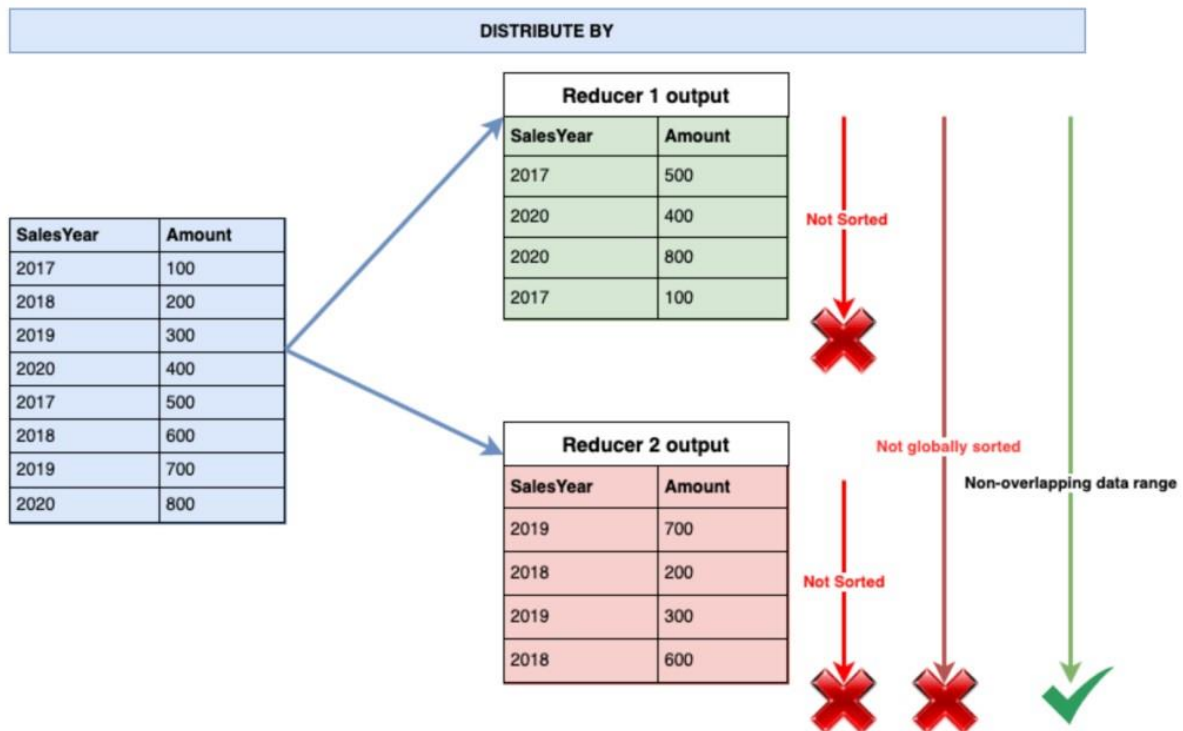 DISTRIBUTE BY
SalesYear Amount
2017 100
2018 200
2019 300
2020 400
2017 500
2018 600
2019 700
2020 800
Reducer 1 output
SalesYear Amount
2017 500
2020 400
2020 800
2017 100
Reducer 2 output
SalesYear Amount
2019 700
2018 200
2019 300
2018 600
Not Sorted
Not Sorted
Not globally sorted
Non-overlapping data range